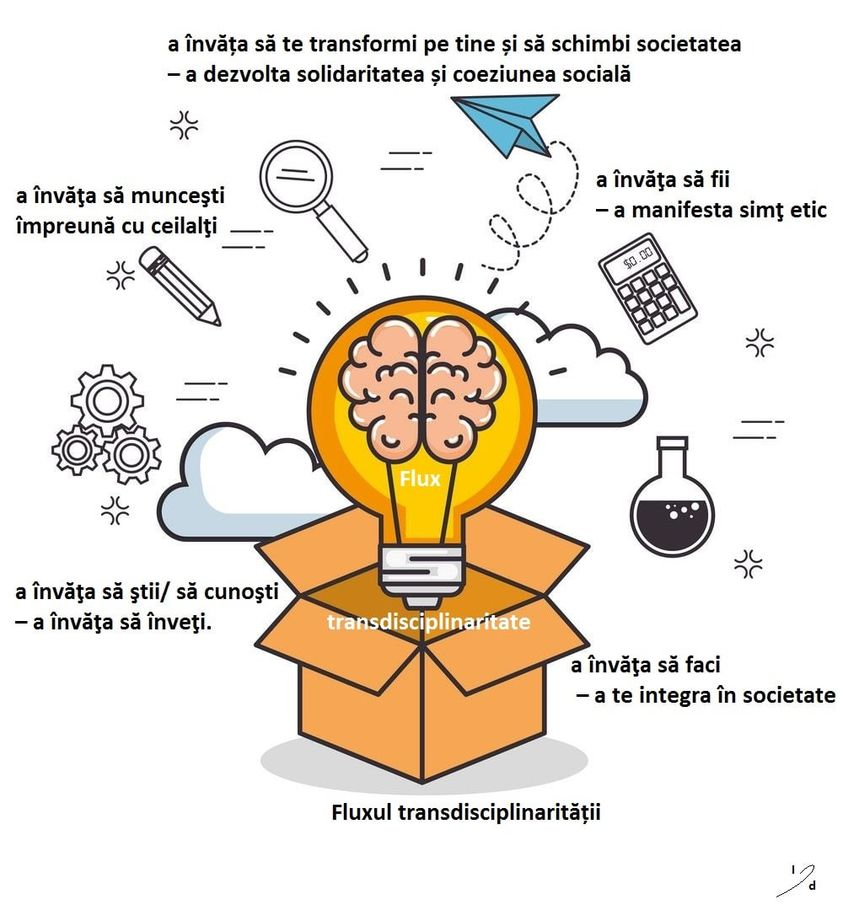 a învăța să te transformi pe tine și să schimbi societatea
– a dezvolta solidaritatea și coeziunea socială
a învăţa să munceşti
împreună cu ceilalţi
a învăţa să fii
– a manifesta simţ etic
$0.00
Flux
a învăţa să ştii/ să cunoşti
– a învăţa să înveţi.
transdisciplinaritate
a învăţa să faci
– a te integra în societate
Fluxul transdisciplinarității
I
d